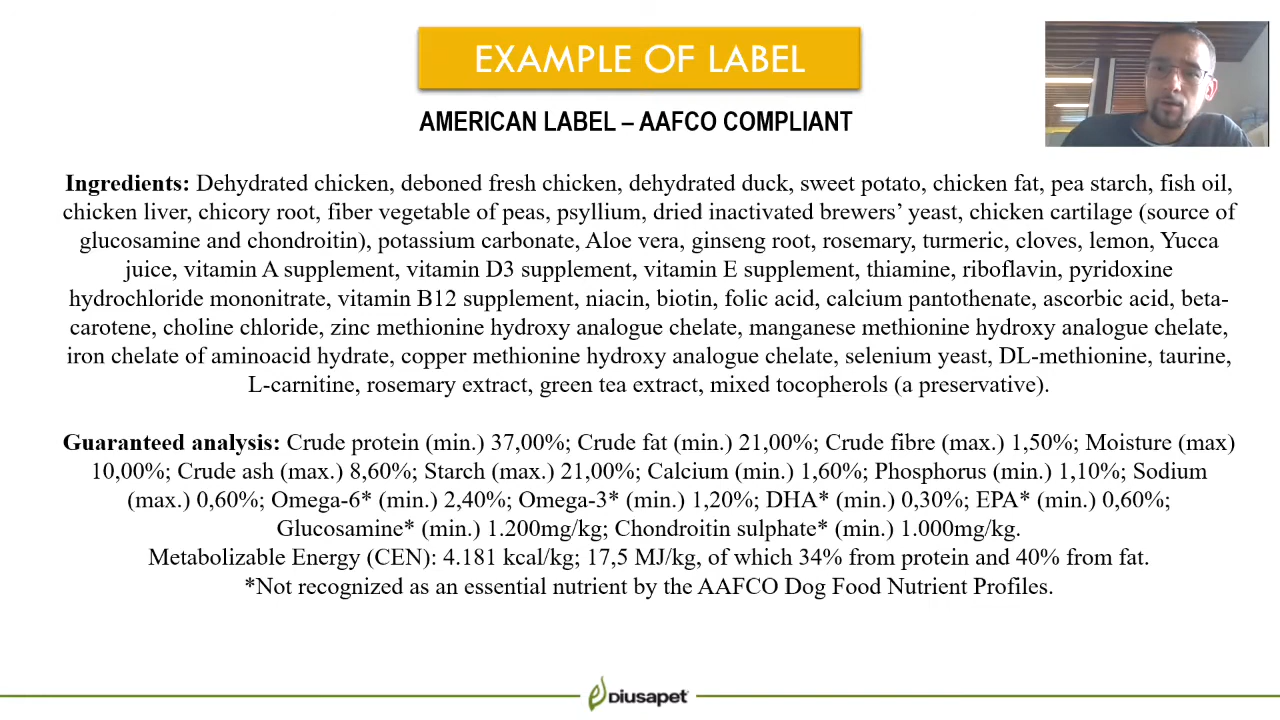 EXAMPLE OF LABEL
AMERICAN LABEL – AAFCO COMPLIANT
Ingredients: Dehydrated chicken, deboned fresh chicken, dehydrated duck, sweet potato, chicken fat, pea starch, fish oil,
chicken liver, chicory root, fiber vegetable of peas, psyllium, dried inactivated brewers’ yeast, chicken cartilage (source of
glucosamine and chondroitin), potassium carbonate, Aloe vera, ginseng root, rosemary, turmeric, cloves, lemon, Yucca
juice, vitamin A supplement, vitamin D3 supplement, vitamin E supplement, thiamine, riboflavin, pyridoxine
hydrochloride mononitrate, vitamin B12 supplement, niacin, biotin, folic acid, calcium pantothenate, ascorbic acid, beta-
carotene, choline chloride, zinc methionine hydroxy analogue chelate, manganese methionine hydroxy analogue chelate,
iron chelate of aminoacid hydrate, copper methionine hydroxy analogue chelate, selenium yeast, DL-methionine, taurine,
L-carnitine, rosemary extract, green tea extract, mixed tocopherols (a preservative).
Guaranteed analysis: Crude protein (min.) 37,00%; Crude fat (min.) 21,00%; Crude fibre (max.) 1,50%; Moisture (max)
10,00%; Crude ash (max.) 8,60%; Starch (max.) 21,00%; Calcium (min.) 1,60%; Phosphorus (min.) 1,10%; Sodium
(max.) 0,60%; Omega-6* (min.) 2,40%; Omega-3* (min.) 1,20%; DHA* (min.) 0,30%; EPA* (min.) 0,60%;
Glucosamine* (min.) 1.200mg/kg; Chondroitin sulphate* (min.) 1.000mg/kg.
Metabolizable Energy (CEN): 4.181 kcal/kg; 17,5 MJ/kg, of which 34% from protein and 40% from fat.
*Not recognized as an essential nutrient by the AAFCO Dog Food Nutrient Profiles.
DIUSAPET